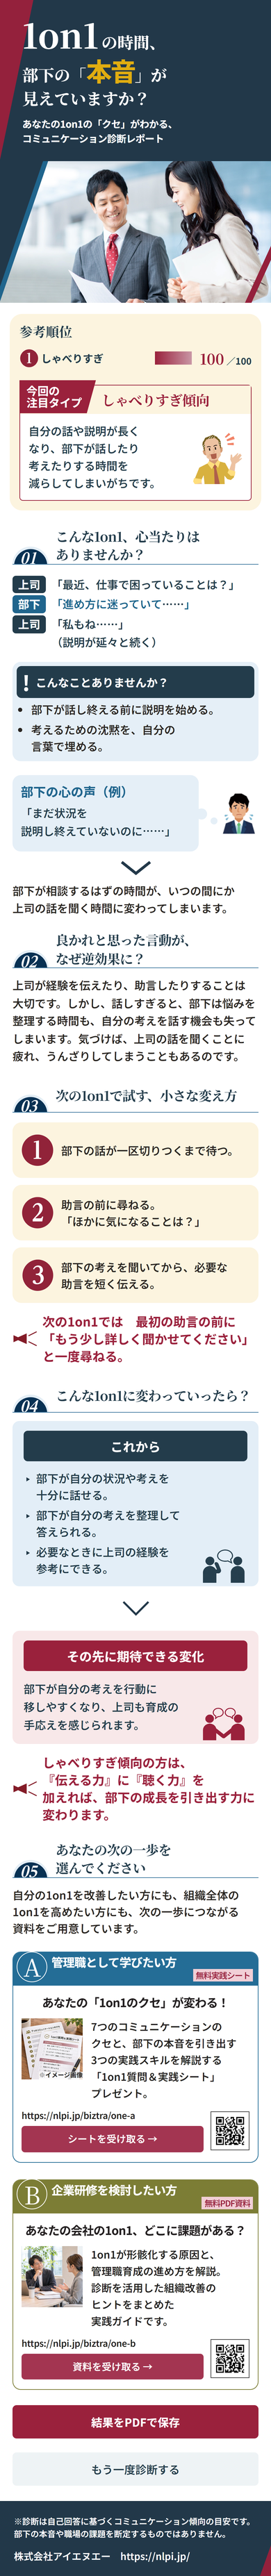 1on1の時間、
部下の「本音」が
見えていますか？
あなたの1on1の「クセ」がわかる、
コミュニケーション診断レポート
参考順位
1 しゃべりすぎ 100 ／100
今回の
注目タイプ
しゃべりすぎ傾向
自分の話や説明が長く
なり、部下が話したり
考えたりする時間を
減らしてしまいがちです。
01
こんな1on1、心当たりは
ありませんか？
上司 「最近、仕事で困っていることは？」
部下 「進め方に迷っていて……」
上司 「私もね……」
（説明が延々と続く）
! こんなことありませんか？
• 部下が話し終える前に説明を始める。
• 考えるための沈黙を、自分の
言葉で埋める。
部下の心の声（例）
「まだ状況を
説明し終えていないのに……」
部下が相談するはずの時間が、いつの間にか
上司の話を聞く時間に変わってしまいます。
02
良かれと思った言動が、
なぜ逆効果に？
上司が経験を伝えたり、助言したりすることは
大切です。しかし、話しすぎると、部下は悩みを
整理する時間も、自分の考えを話す機会も失って
しまいます。気づけば、上司の話を聞くことに
疲れ、うんざりしてしまうこともあるのです。
03
次の1on1で試す、小さな変え方
1 部下の話が一区切りつくまで待つ。
2 助言の前に尋ねる。
「ほかに気になることは？」
3 部下の考えを聞いてから、必要な
助言を短く伝える。
次の1on1では 最初の助言の前に
「もう少し詳しく聞かせてください」
と一度尋ねる。
04
こんな1on1に変わっていったら？
これから
▸ 部下が自分の状況や考えを
十分に話せる。
▸ 部下が自分の考えを整理して
答えられる。
▸ 必要なときに上司の経験を
参考にできる。
その先に期待できる変化
部下が自分の考えを行動に
移しやすくなり、上司も育成の
手応えを感じられます。
しゃべりすぎ傾向の方は、
『伝える力』に『聴く力』を
加えれば、部下の成長を引き出す力に
変わります。
05
あなたの次の一歩を
選んでください
自分の1on1を改善したい方にも、組織全体の
1on1を高めたい方にも、次の一歩につながる
資料をご用意しています。
A 管理職として学びたい方
無料実践シート
あなたの「1on1のクセ」が変わる！
7つのコミュニケーションの
クセと、部下の本音を引き出す
3つの実践スキルを解説する
「1on1質問＆実践シート」
プレゼント。
※イメージ画像
https://nlpi.jp/biztra/one-a
シートを受け取る →
B 企業研修を検討したい方
無料PDF資料
あなたの会社の1on1、どこに課題がある？
1on1が形骸化する原因と、
管理職育成の進め方を解説。
診断を活用した組織改善の
ヒントをまとめた
実践ガイドです。
https://nlpi.jp/biztra/one-b
資料を受け取る →
結果をPDFで保存
もう一度診断する
※診断は自己回答に基づくコミュニケーション傾向の目安です。
部下の本音や職場の課題を断定するものではありません。
株式会社アイエヌエー https://nlpi.jp/